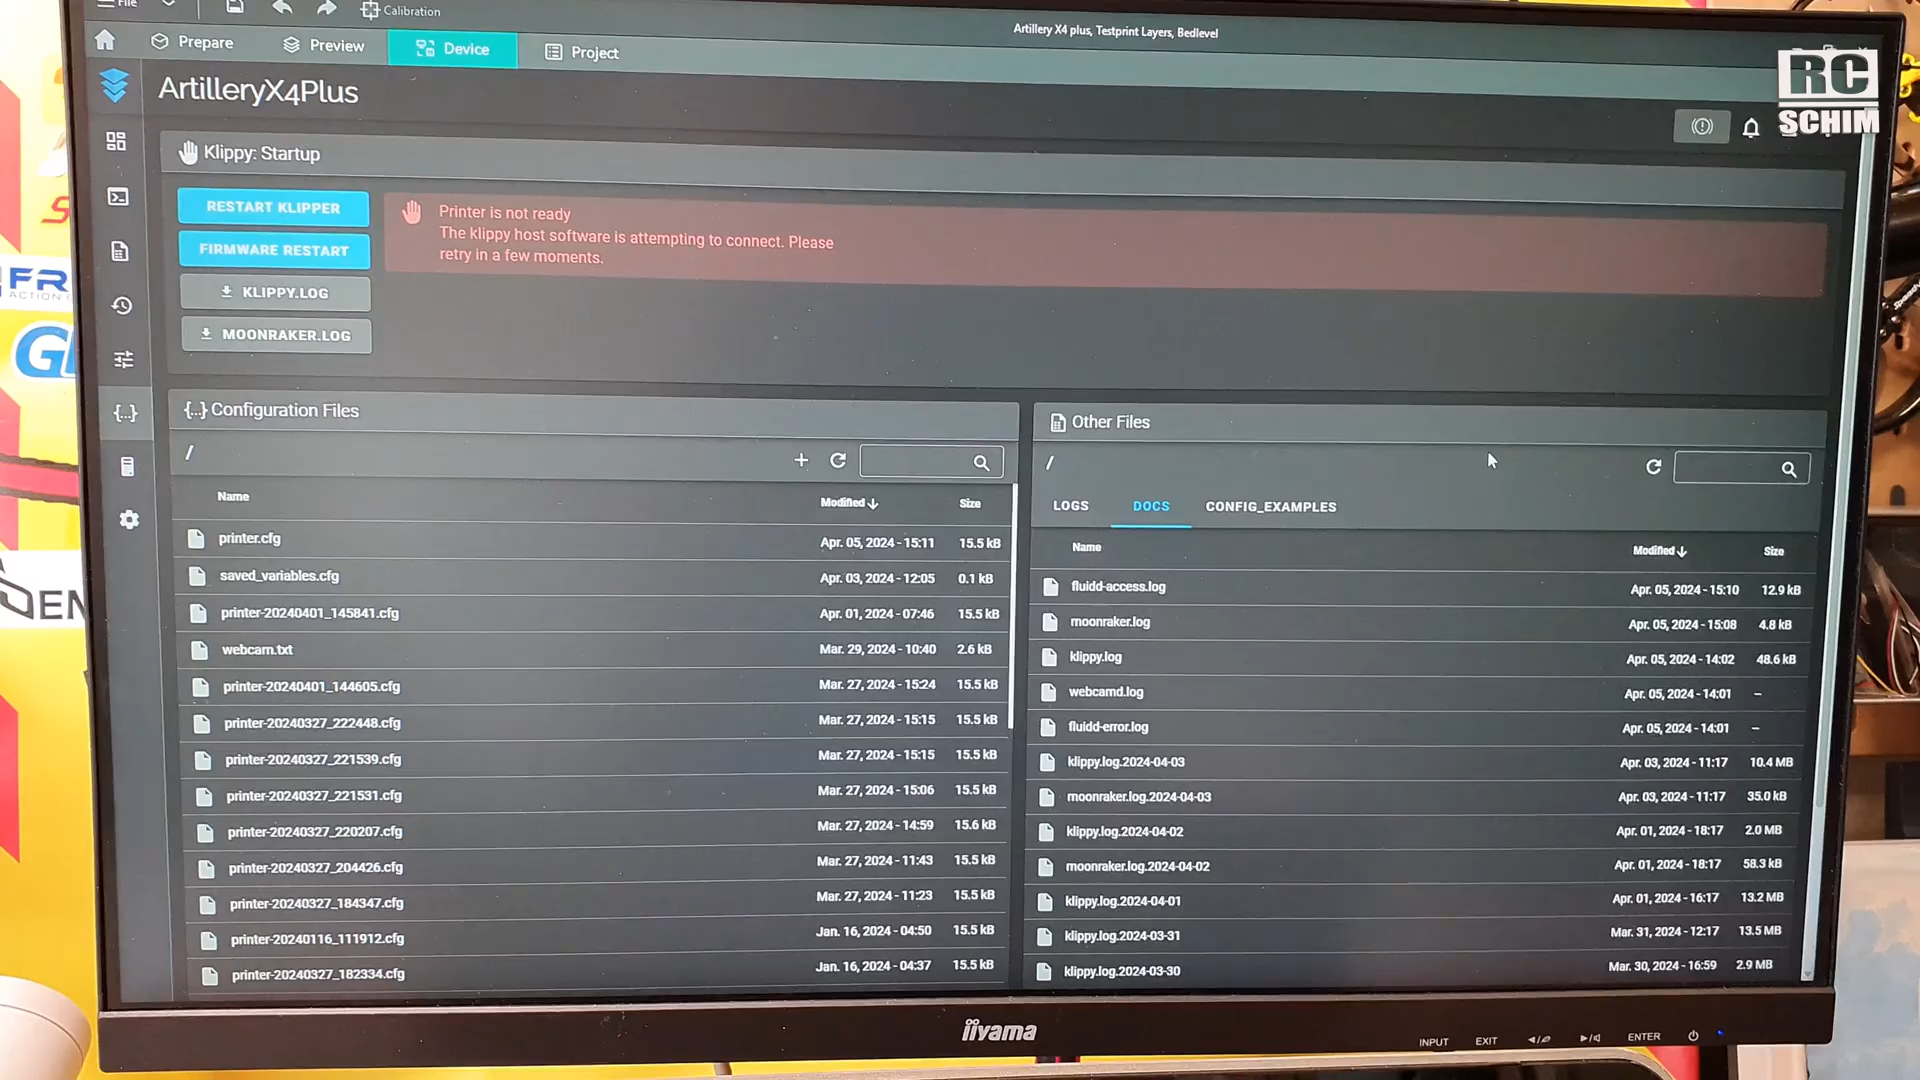 File
Calibration
Artillery X4 plus, Testprint Layers, Bedlevel
Prepare
Preview
Device
Project
RC
SCHIM
ArtilleryX4Plus
Klippy: Startup
RESTART KLIPPER
FIRMWARE RESTART
KLIPPY.LOG
MOONRAKER.LOG
Printer is not ready
The klippy host software is attempting to connect. Please
retry in a few moments.
{...} Configuration Files
/
Name Modified Size
printer.cfg Apr. 05, 2024 - 15:11 15.5 kB
saved_variables.cfg Apr. 03, 2024 - 12:05 0.1 kB
printer-20240401_145841.cfg Apr. 01, 2024 - 07:46 15.5 kB
webcam.txt Mar. 29, 2024 - 10:40 2.6 kB
printer-20240401_144605.cfg Mar. 27, 2024 - 15:24 15.5 kB
printer-20240327_222448.cfg Mar. 27, 2024 - 15:15 15.5 kB
printer-20240327_221539.cfg Mar. 27, 2024 - 15:15 15.5 kB
printer-20240327_221531.cfg Mar. 27, 2024 - 15:06 15.5 kB
printer-20240327_220207.cfg Mar. 27, 2024 - 14:59 15.6 kB
printer-20240327_204426.cfg Mar. 27, 2024 - 11:43 15.5 kB
printer-20240327_184347.cfg Mar. 27, 2024 - 11:23 15.5 kB
printer-20240116_111912.cfg Jan. 16, 2024 - 04:50 15.5 kB
printer-20240327_182334.cfg Jan. 16, 2024 - 04:37 15.5 kB
Other Files
/
LOGS DOCS CONFIG_EXAMPLES
Name Modified Size
fluidd-access.log Apr. 05, 2024 - 15:10 12.9 kB
moonraker.log Apr. 05, 2024 - 15:08 4.8 kB
klippy.log Apr. 05, 2024 - 14:02 48.6 kB
webcamd.log Apr. 05, 2024 - 14:01 –
fluidd-error.log Apr. 05, 2024 - 14:01 –
klippy.log.2024-04-03 Apr. 03, 2024 - 11:17 10.4 MB
moonraker.log.2024-04-03 Apr. 03, 2024 - 11:17 35.0 kB
klippy.log.2024-04-02 Apr. 01, 2024 - 18:17 2.0 MB
moonraker.log.2024-04-02 Apr. 01, 2024 - 18:17 58.3 kB
klippy.log.2024-04-01 Apr. 01, 2024 - 16:17 13.2 MB
klippy.log.2024-03-31 Mar. 31, 2024 - 12:17 13.5 MB
klippy.log.2024-03-30 Mar. 30, 2024 - 16:59 2.9 MB
iiyama
INPUT EXIT ENTER
FR
ACTION
DEN